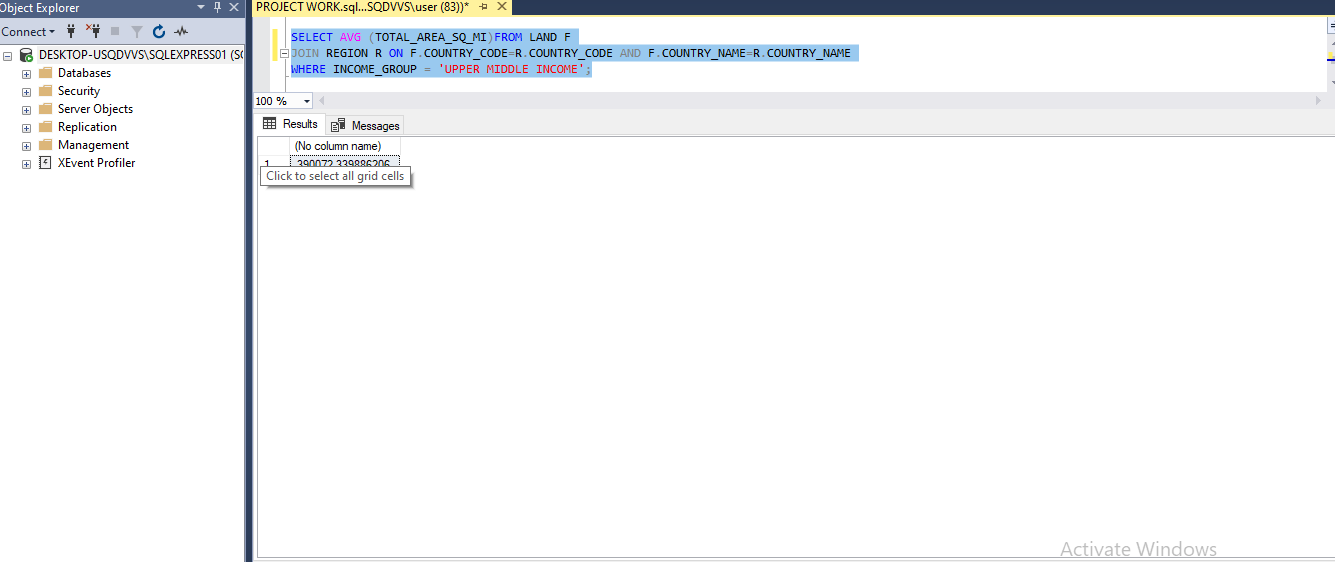 Object Explorer
Connect
DESKTOP-USQDVVS\SQLEXPRESS01 (SQ
Databases
Security
Server Objects
Replication
Management
XEvent Profiler
PROJECT WORK.sql...SQDVVS\user (83))*
SELECT AVG (TOTAL_AREA_SQ_MI)FROM LAND F
JOIN REGION R ON F.COUNTRY_CODE=R.COUNTRY_CODE AND F.COUNTRY_NAME=R.COUNTRY_NAME
WHERE INCOME_GROUP = 'UPPER MIDDLE INCOME';
100 %
Results Messages
(No column name)
1 390072.339886206
Click to select all grid cells
Activate Windows